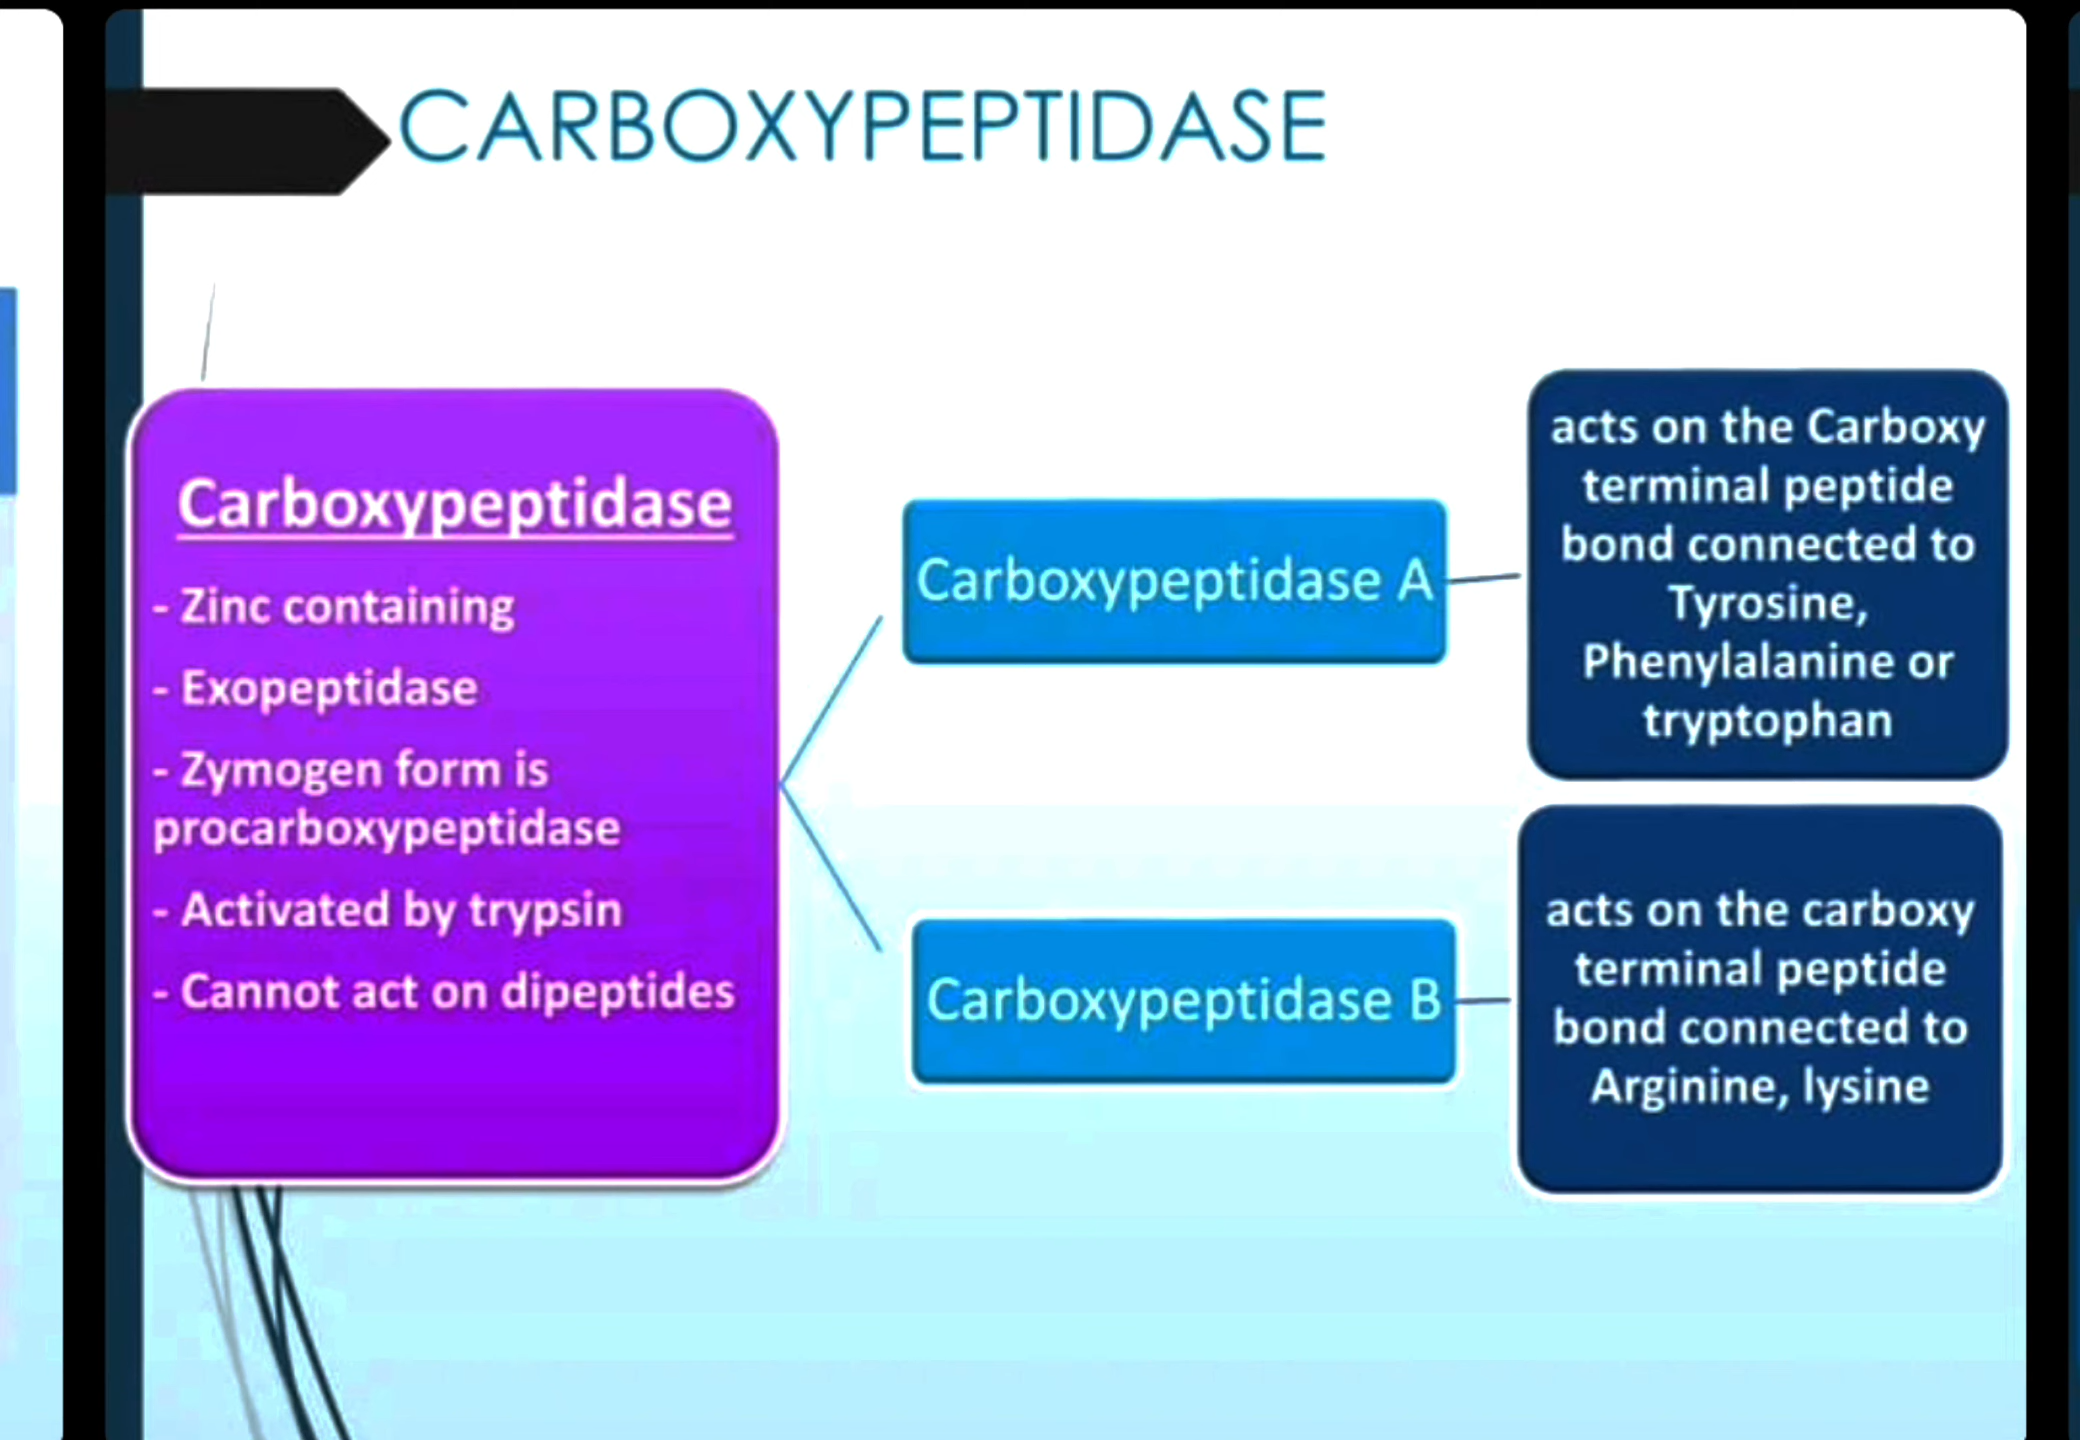 CARBOXYPEPTIDASE
Carboxypeptidase
- Zinc containing
- Exopeptidase
- Zymogen form is
procarboxypeptidase
- Activated by trypsin
- Cannot act on dipeptides
Carboxypeptidase A
acts on the Carboxy
terminal peptide
bond connected to
Tyrosine,
Phenylalanine or
tryptophan
Carboxypeptidase B
acts on the carboxy
terminal peptide
bond connected to
Arginine, lysine